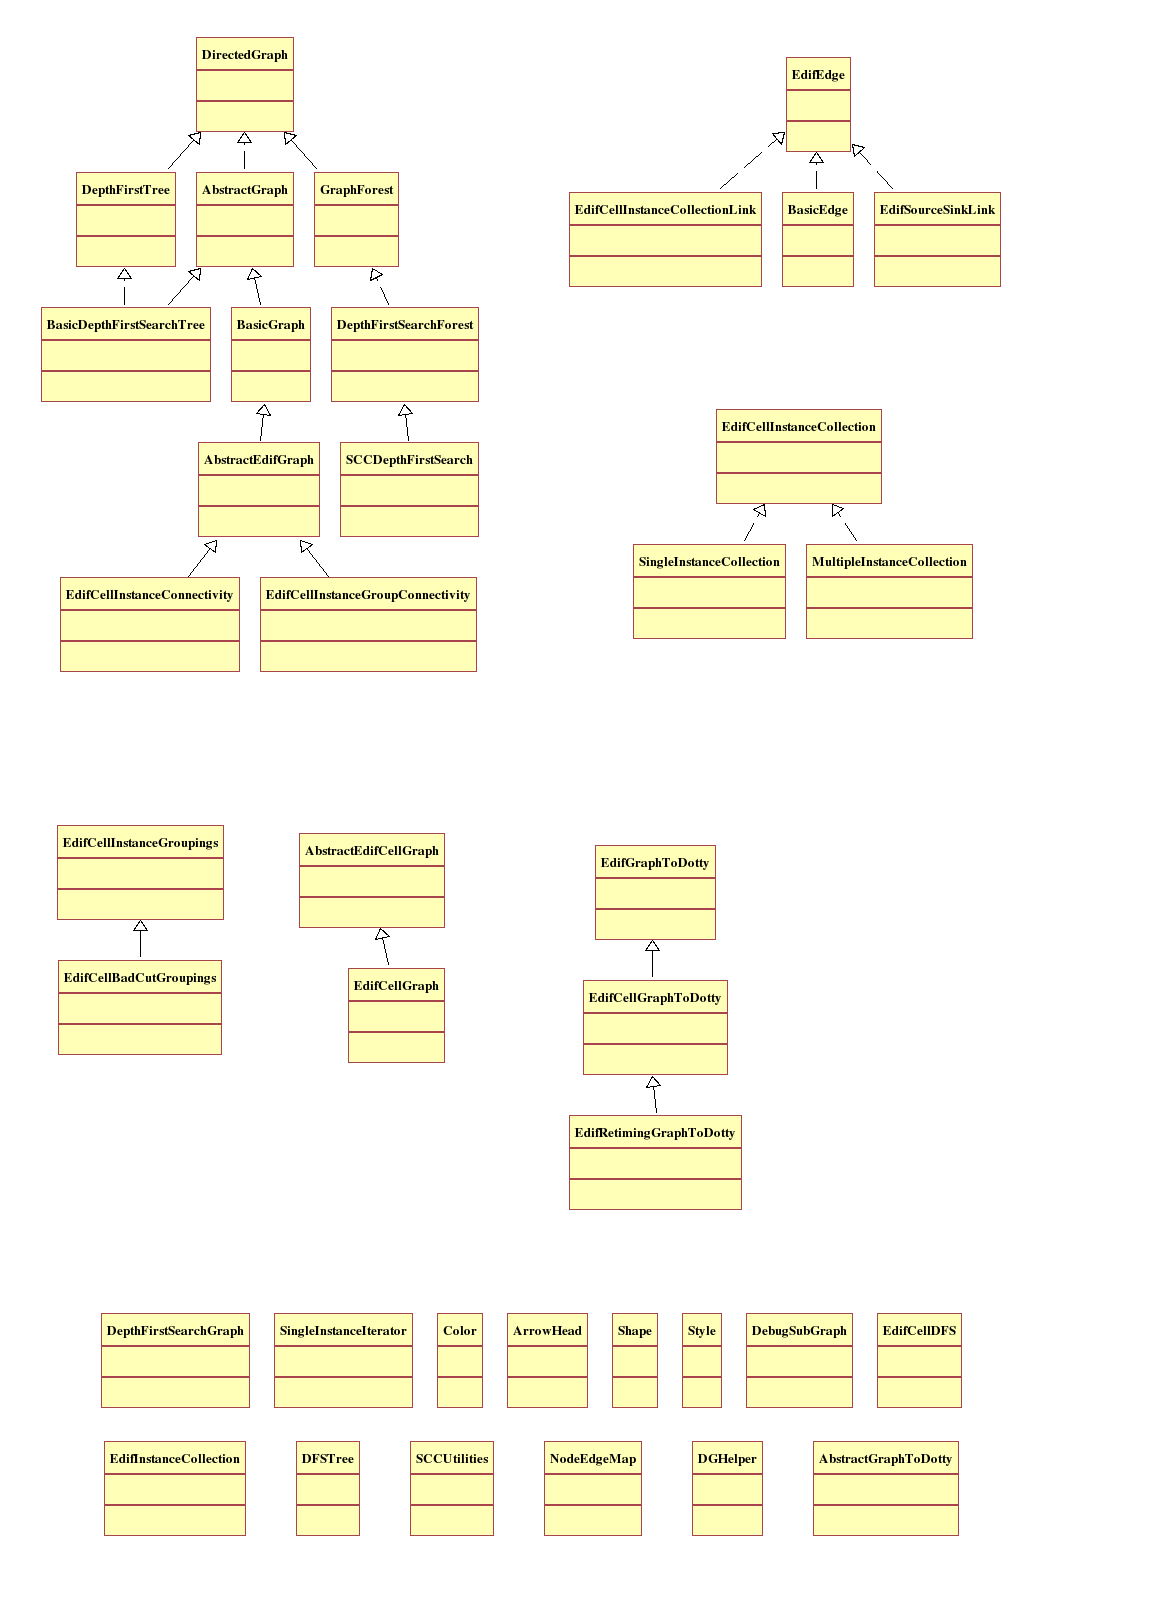 DirectedGraph
EdifEdge
DepthFirstTree
AbstractGraph
GraphForest
EdifCellInstanceCollectionLink
BasicEdge
EdifSourceSinkLink
BasicDepthFirstSearchTree
BasicGraph
DepthFirstSearchForest
EdifCellInstanceCollection
AbstractEdifGraph
SCCDepthFirstSearch
SingleInstanceCollection
MultipleInstanceCollection
EdifCellInstanceConnectivity
EdifCellInstanceGroupConnectivity
EdifCellInstanceGroupings
AbstractEdifCellGraph
EdifGraphToDotty
EdifCellBadCutGroupings
EdifCellGraph
EdifCellGraphToDotty
EdifRetimingGraphToDotty
DepthFirstSearchGraph
SingleInstanceIterator
Color
ArrowHead
Shape
Style
DebugSubGraph
EdifCellDFS
EdifInstanceCollection
DFSTree
SCCUtilities
NodeEdgeMap
DGHelper
AbstractGraphToDotty